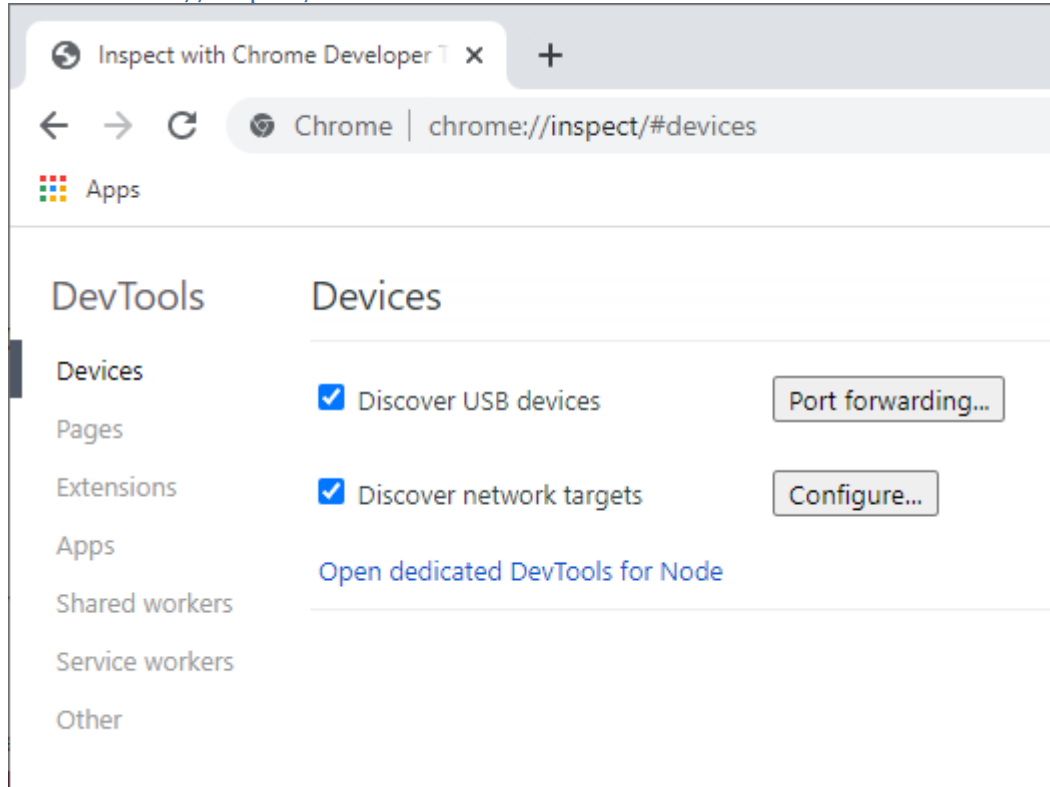 Inspect with Chrome Developer T
Chrome | chrome://inspect/#devices
Apps
DevTools
Devices
Pages
Extensions
Apps
Shared workers
Service workers
Other
Devices
Discover USB devices
Port forwarding...
Discover network targets
Configure...
Open dedicated DevTools for Node